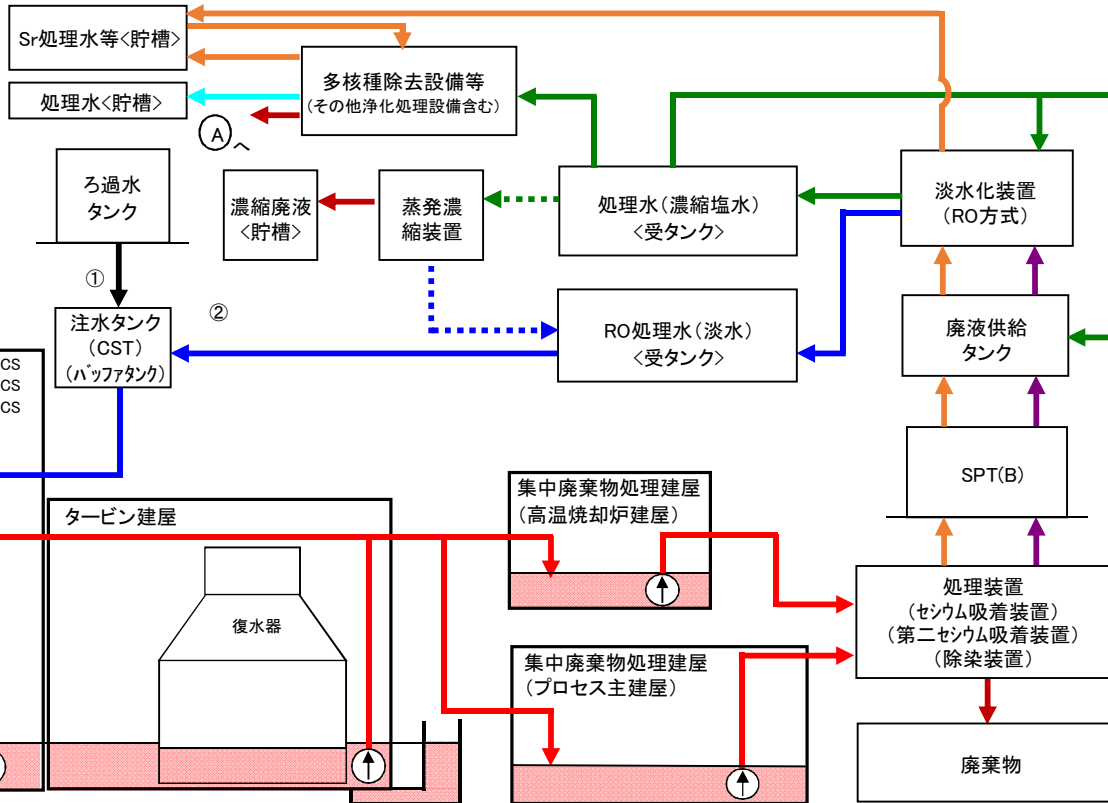 Sr処理水等<貯槽>
処理水<貯槽>
多核種除去設備等
(その他浄化処理設備含む)
A
へ
ろ過水
タンク
濃縮廃液
<貯槽>
蒸発濃
縮装置
処理水(濃縮塩水)
<受タンク>
淡水化装置
(RO方式)
①
②
注水タンク
(CST)
(バッファタンク)
RO処理水(淡水)
<受タンク>
廃液供給
タンク
CS
CS
CS
SPT(B)
タービン建屋
復水器
集中廃棄物処理建屋
(高温焼却炉建屋)
集中廃棄物処理建屋
(プロセス主建屋)
処理装置
(セシウム吸着装置)
(第二セシウム吸着装置)
(除染装置)
廃棄物